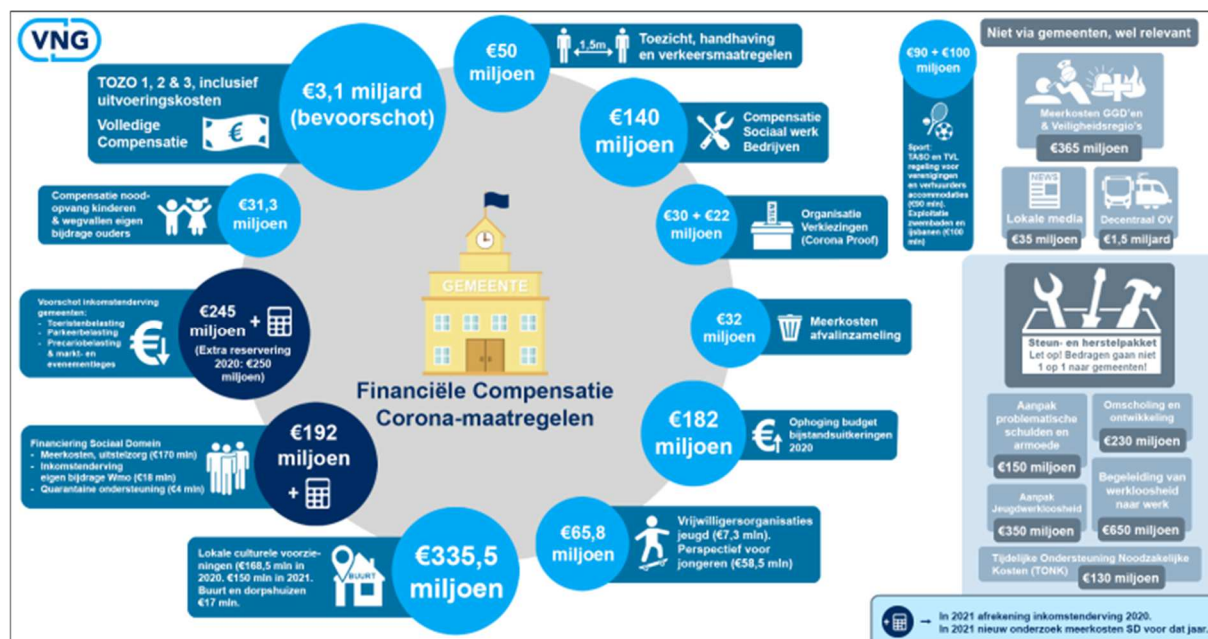 VNG
TOZO 1, 2 & 3, inclusief
uitvoeringskosten
Volledige
Compensatie
€3,1 miljard
(bevoorschot)
€50
miljoen
1,5m
Toezicht, handhaving
en verkeersmaatregelen
€140
miljoen
Compensatie
Sociaal werk
Bedrijven
€30 + €22
miljoen
Organisatie
Verkiezingen
(Corona Proof)
€32
miljoen
Meerkosten
afvalinzameling
€182
miljoen
Ophoging budget
bijstandsuitkeringen
2020
€65,8
miljoen
Vrijwilligersorganisaties
jeugd (€7,3 mln).
Perspectief voor
jongeren (€58,5 mln)
€335,5
miljoen
Lokale culturele voorzie-
ningen (€168,5 mln in
2020. €150 mln in 2021.
Buurt en dorpshuizen
€17 mln.
BUURT
€192
miljoen
+
Financiering Sociaal Domein
- Meerkosten, uitstelzorg (€170 mln)
- Inkomstenderving
eigen bijdrage Wmo (€18 mln)
- Quarantaine ondersteuning (€4 mln)
€245
miljoen +
(Extra reservering
2020: €250
miljoen)
Voorschot inkomstenderving
gemeenten:
- Toeristenbelasting
- Parkeerbelasting
- Precariobelasting
& markt- en
evenementleges
Compensatie nood-
opvang kinderen
& wegvallen eigen
bijdrage ouders
€31,3
miljoen
GEMEENTE
Financiële Compensatie
Corona-maatregelen
€90 + €100
miljoen
Sport:
TASO en TVL
regeling voor
verenigingen
en verhuurders
accommodaties
(€90 mln).
Exploitatie
zwembaden en
ijsbanen (€100
mln)
Niet via gemeenten, wel relevant
Meerkosten GGD'en
& Veiligheidsregio's
€365 miljoen
NEWS
Lokale media
€35 miljoen
Decentraal OV
€1,5 miljard
Steun- en herstelpakket
Let op! Bedragen gaan niet
1 op 1 naar gemeenten!
Aanpak
problematische
schulden en
armoede
€150 miljoen
Omscholing en
ontwikkeling
€230 miljoen
Aanpak
Jeugdwerkloosheid
€350 miljoen
Begeleiding van
werkloosheid
naar werk
€650 miljoen
Tijdelijke Ondersteuning Noodzakelijke
Kosten (TONK)
€130 miljoen
+ → In 2021 afrekening inkomstenderving 2020.
In 2021 nieuw onderzoek meerkosten SD voor dat jaar.